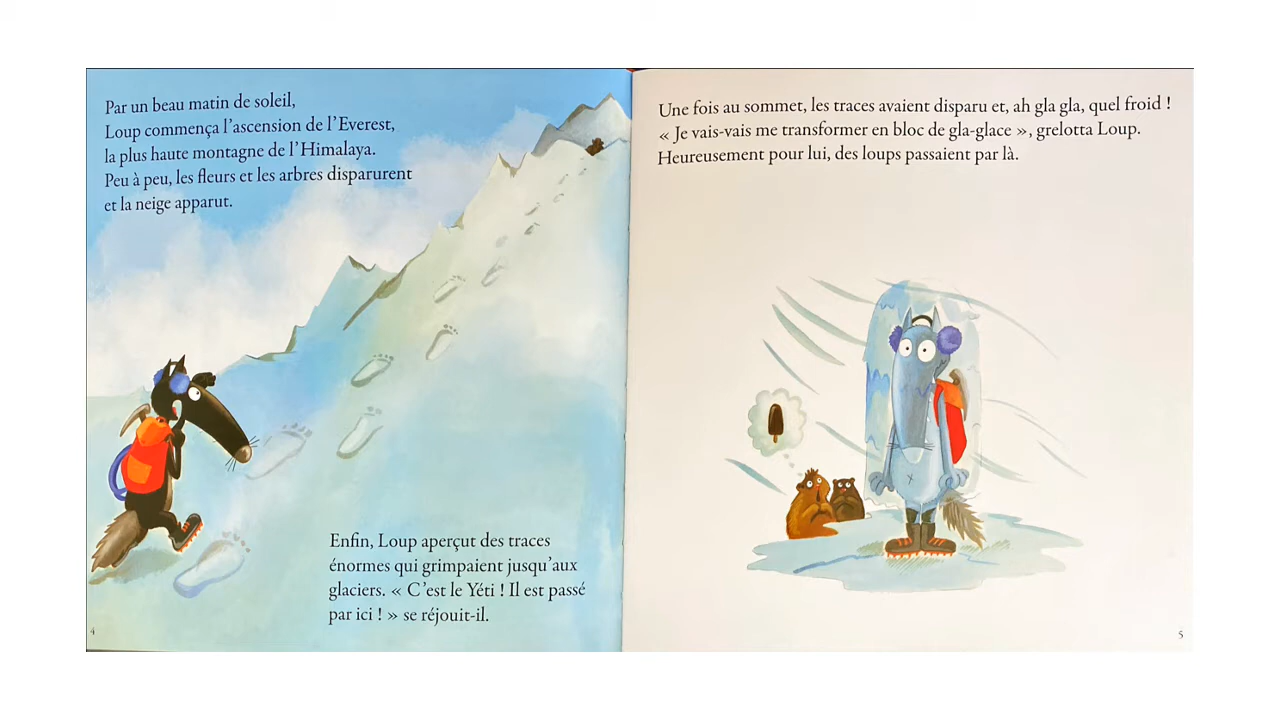 Par un beau matin de soleil,
Loup commença l'ascension de l'Everest,
la plus haute montagne de l'Himalaya.
Peu à peu, les fleurs et les arbres disparurent
et la neige apparut.
Enfin, Loup aperçut des traces
énormes qui grimpaient jusqu'aux
glaciers. « C'est le Yéti ! Il est passé
par ici ! » se réjouit-il.
4
Une fois au sommet, les traces avaient disparu et, ah gla gla, quel froid !
« Je vais-vais me transformer en bloc de gla-glace », grelotta Loup.
Heureusement pour lui, des loups passaient par là.
5